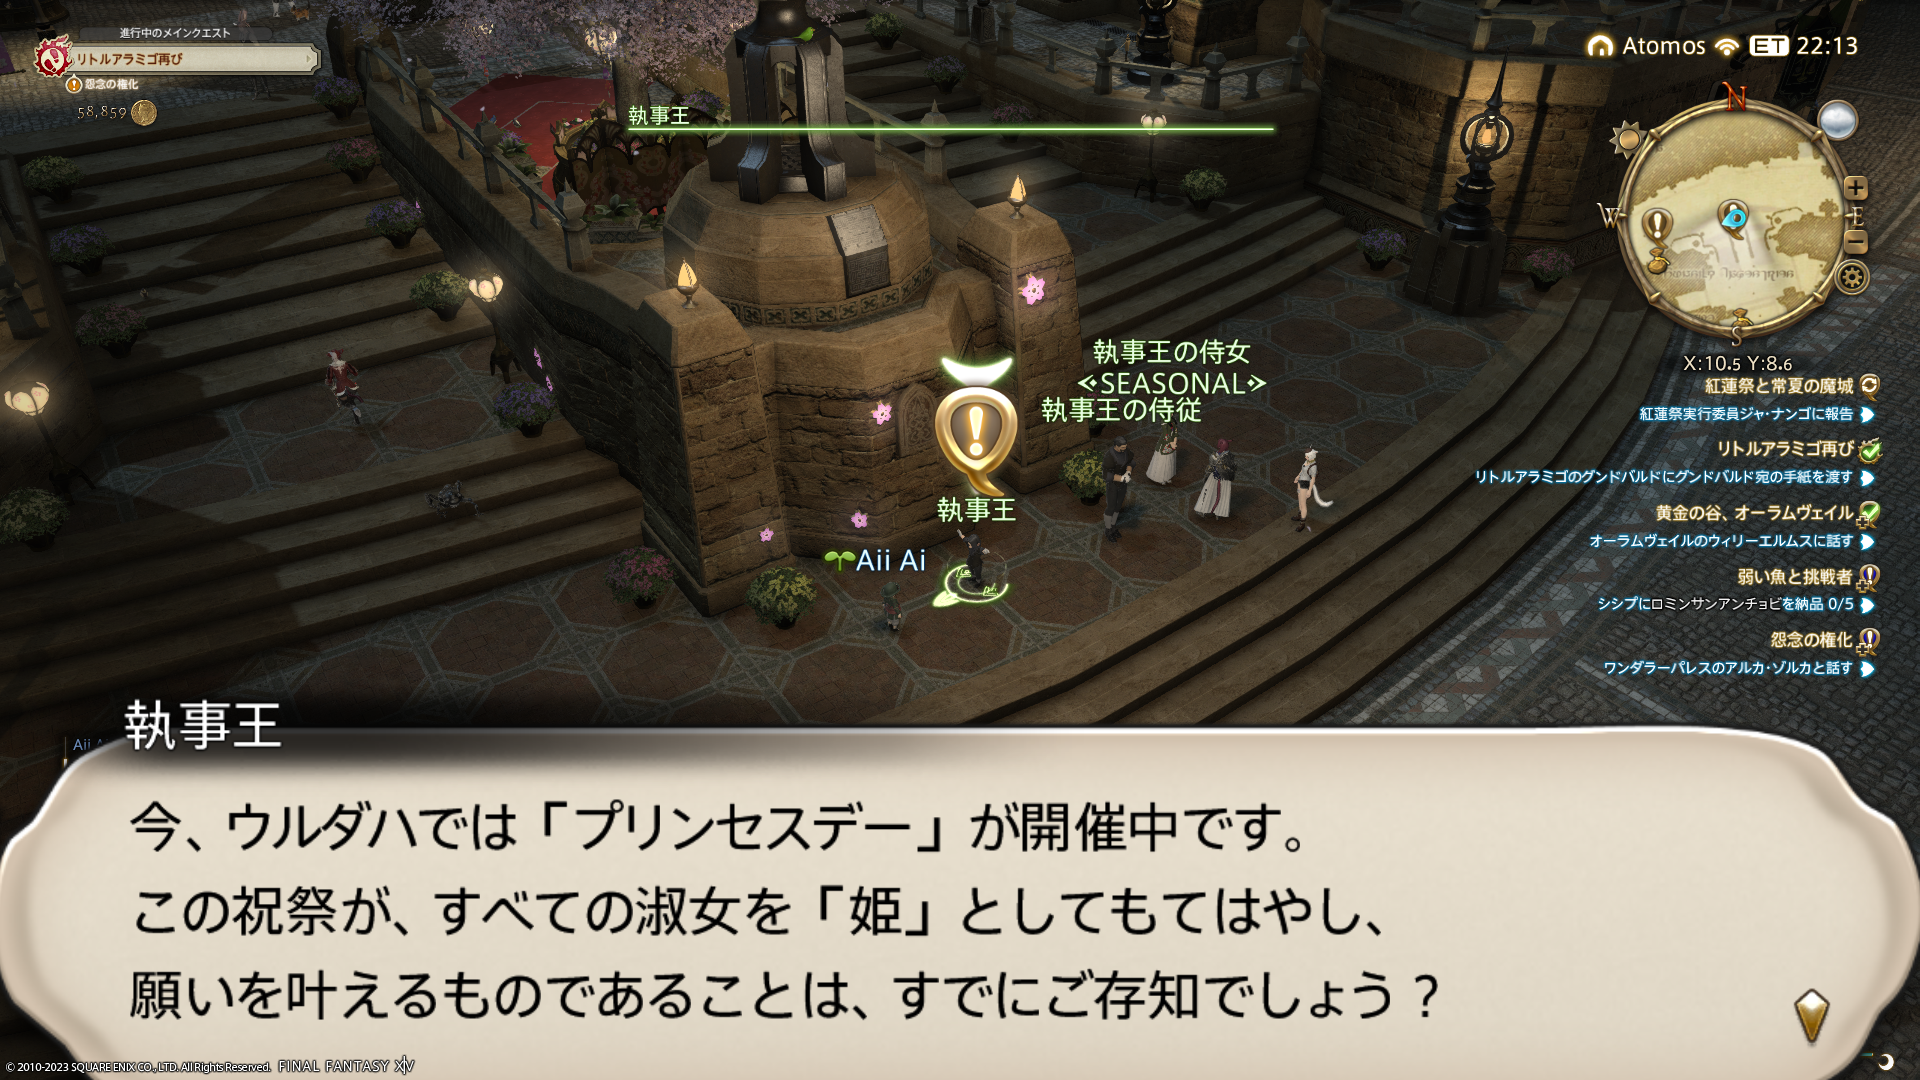 進行中のメインクエスト
リトルアラミゴ再び
怨念の権化
58,859
執事王
Atomos ET 22:13
N
W
E
S
X:10.5 Y:8.6
紅蓮祭と常夏の魔城
紅蓮祭実行委員ジャ・ナンゴに報告
リトルアラミゴ再び
リトルアラミゴのグンドバルドにグンドバルド宛の手紙を渡す
黄金の谷、オーラムヴェイル
オーラムヴェイルのウィリーエルムスに話す
弱い魚と挑戦者
シシプにロミンサンアンチョビを納品 0/5
怨念の権化
ワンダラーパレスのアルカ・ゾルカと話す
執事王の侍女
<SEASONAL>
執事王の侍従
執事王
Aii Ai
執事王
Aii A
今、ウルダハでは「プリンセスデー」が開催中です。
この祝祭が、すべての淑女を「姫」としてもてはやし、
願いを叶えるものであることは、すでにご存知でしょう？
© 2010-2023 SQUARE ENIX CO., LTD. All Rights Reserved. FINAL FANTASY XIV